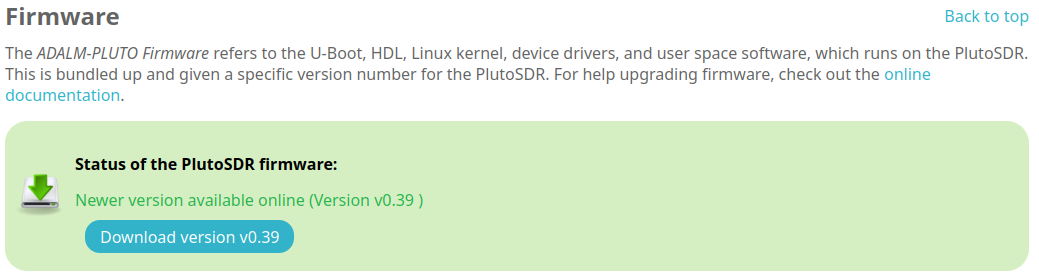 Firmware
Back to top
The ADALM-PLUTO Firmware refers to the U-Boot, HDL, Linux kernel, device drivers, and user space software, which runs on the PlutoSDR.
This is bundled up and given a specific version number for the PlutoSDR. For help upgrading firmware, check out the online
documentation.
Status of the PlutoSDR firmware:
Newer version available online (Version v0.39 )
Download version v0.39